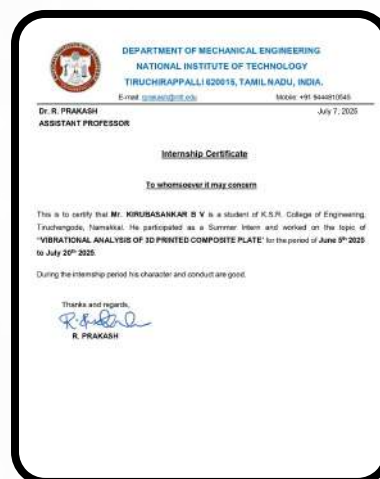 DEPARTMENT OF MECHANICAL ENGINEERING
NATIONAL INSTITUTE OF TECHNOLOGY
TIRUCHIRAPPALLI 620015, TAMIL NADU, INDIA.
E-mail: rprakash@nitt.edu Mobile: +91 9444810545
Dr. R. PRAKASH July 7, 2025
ASSISTANT PROFESSOR
Internship Certificate
To whomsoever it may concern
This is to certify that Mr. KIRUBASANKAR B V is a student of K.S.R. College of Engineering,
Tiruchengode, Namakkal. He participated as a Summer Intern and worked on the topic of
"VIBRATIONAL ANALYSIS OF 3D PRINTED COMPOSITE PLATE" for the period of June 5th 2025
to July 20th 2025.
During the internship period his character and conduct are good.
Thanks and regards,
R. PRAKASH